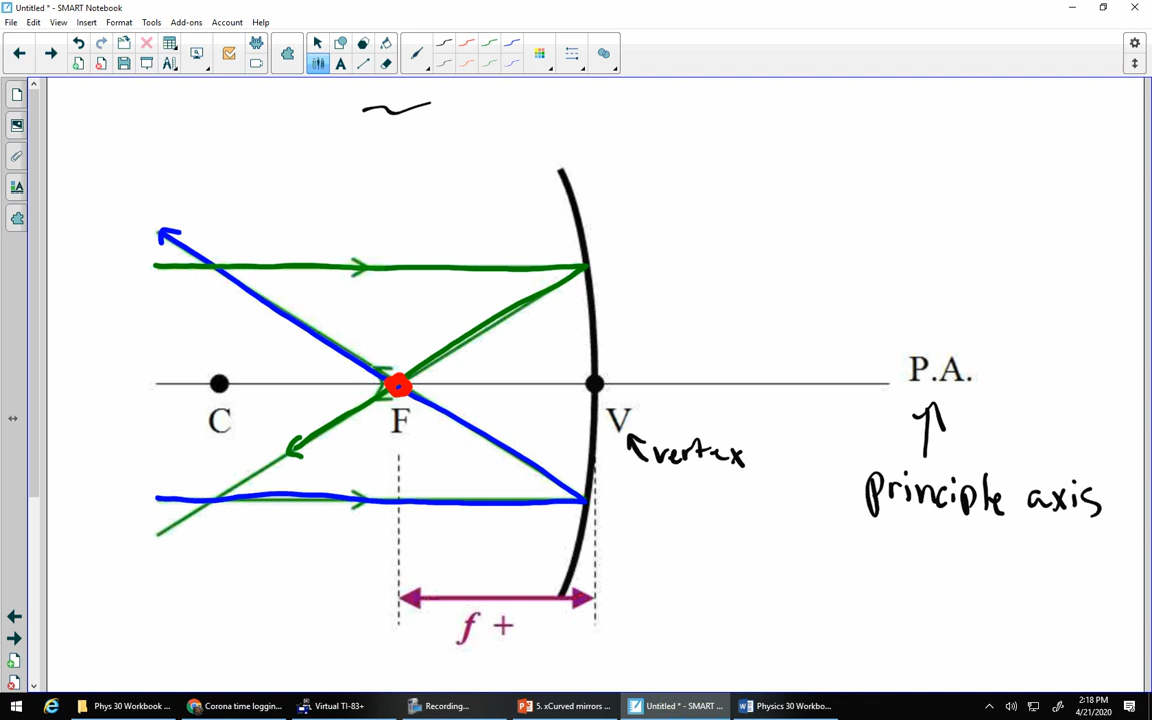 Untitled * - SMART Notebook
File Edit View Insert Format Tools Add-ons Account Help
P.A.
C F V
vertex
principle axis
f +
Phys 30 Workbook ... Corona time loggin... Virtual TI-83+ Recording... 5. xCurved mirrors ... Untitled * - SMART ... Physics 30 Workbo...
2:18 PM
4/21/2020